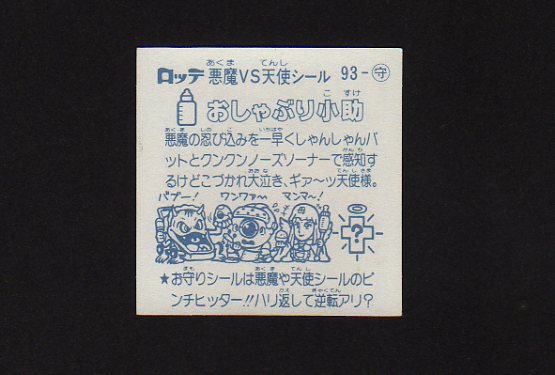 ロッテ 悪魔VS天使シール 93-守
おしゃぶり小助
悪魔の忍び込みを一早くしゃんしゃんバ
ットとクンクンノーズソーナーで感知す
るけどこづかれ大泣き、ギァ〜ッ天使様。
バブー! ワンワァ〜 マンマ〜!
?
★お守りシールは悪魔や天使シールのピ
ンチヒッター!!ハリ返して逆転アリ?